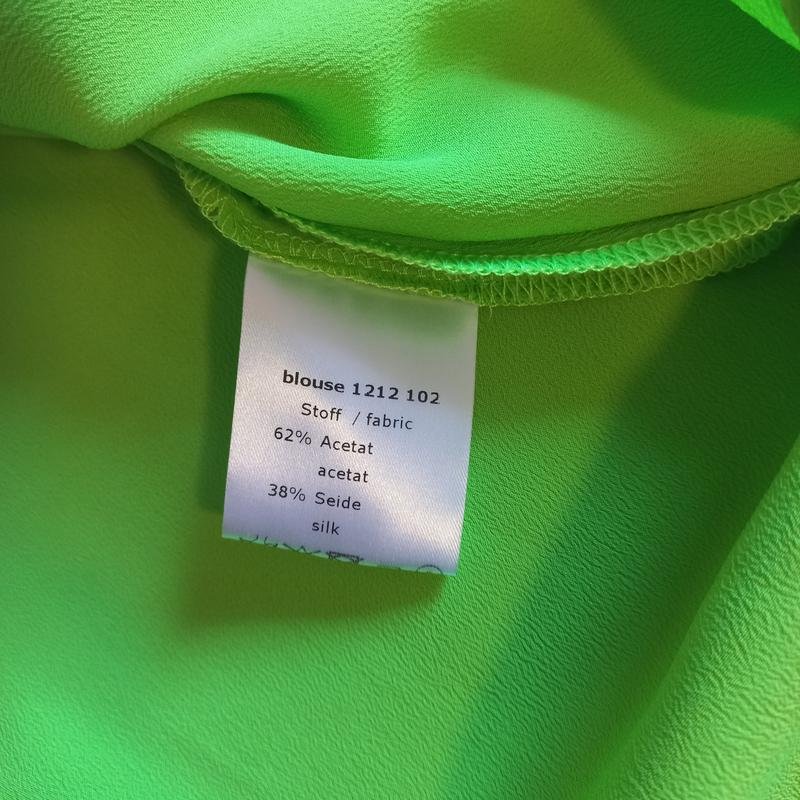 blouse 1212 102
Stoff / fabric
62% Acetat
acetat
38% Seide
silk